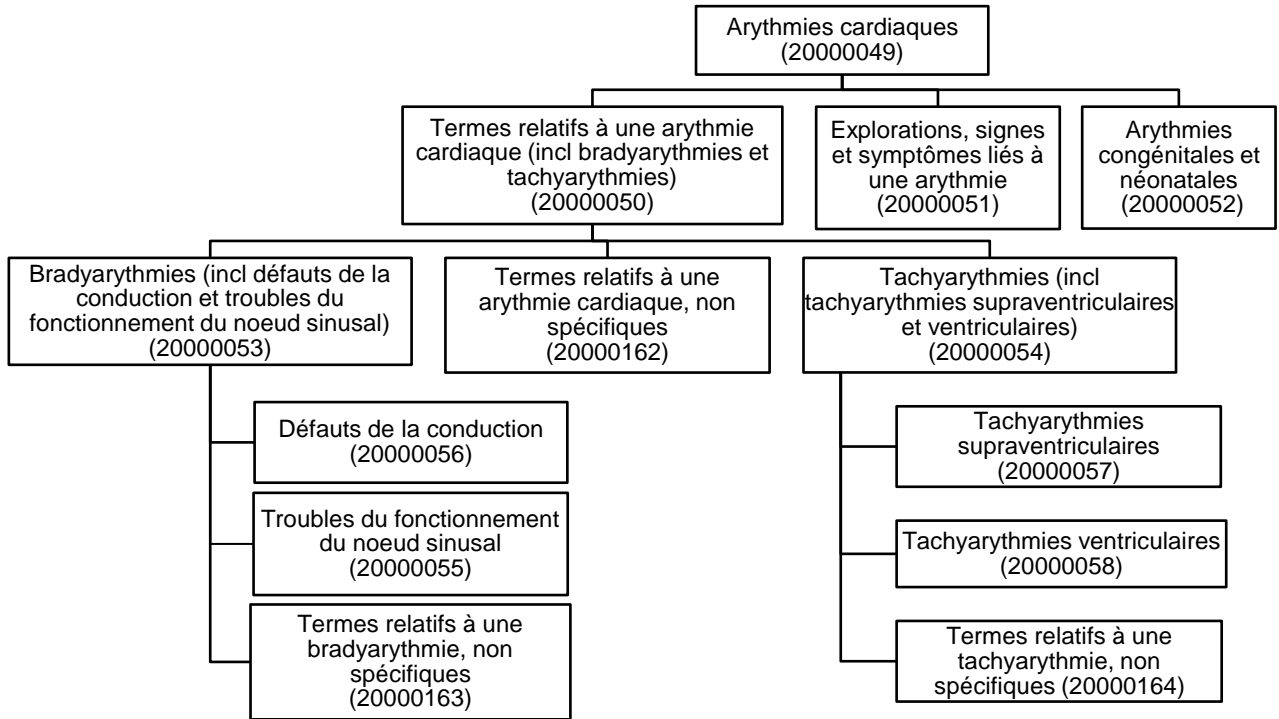 Arythmies cardiaques
(20000049)
Termes relatifs à une arythmie
cardiaque (incl bradyarythmies et
tachyarythmies)
(20000050)
Explorations, signes
et symptômes liés à
une arythmie
(20000051)
Arythmies
congénitales et
néonatales
(20000052)
Bradyarythmies (incl défauts de la
conduction et troubles du
fonctionnement du noeud sinusal)
(20000053)
Termes relatifs à une
arythmie cardiaque, non
spécifiques
(20000162)
Tachyarythmies (incl
tachyarythmies supraventriculaires
et ventriculaires)
(20000054)
Défauts de la conduction
(20000056)
Troubles du fonctionnement
du noeud sinusal
(20000055)
Termes relatifs à une
bradyarythmie, non
spécifiques
(20000163)
Tachyarythmies
supraventriculaires
(20000057)
Tachyarythmies ventriculaires
(20000058)
Termes relatifs à une
tachyarythmie, non
spécifiques (20000164)